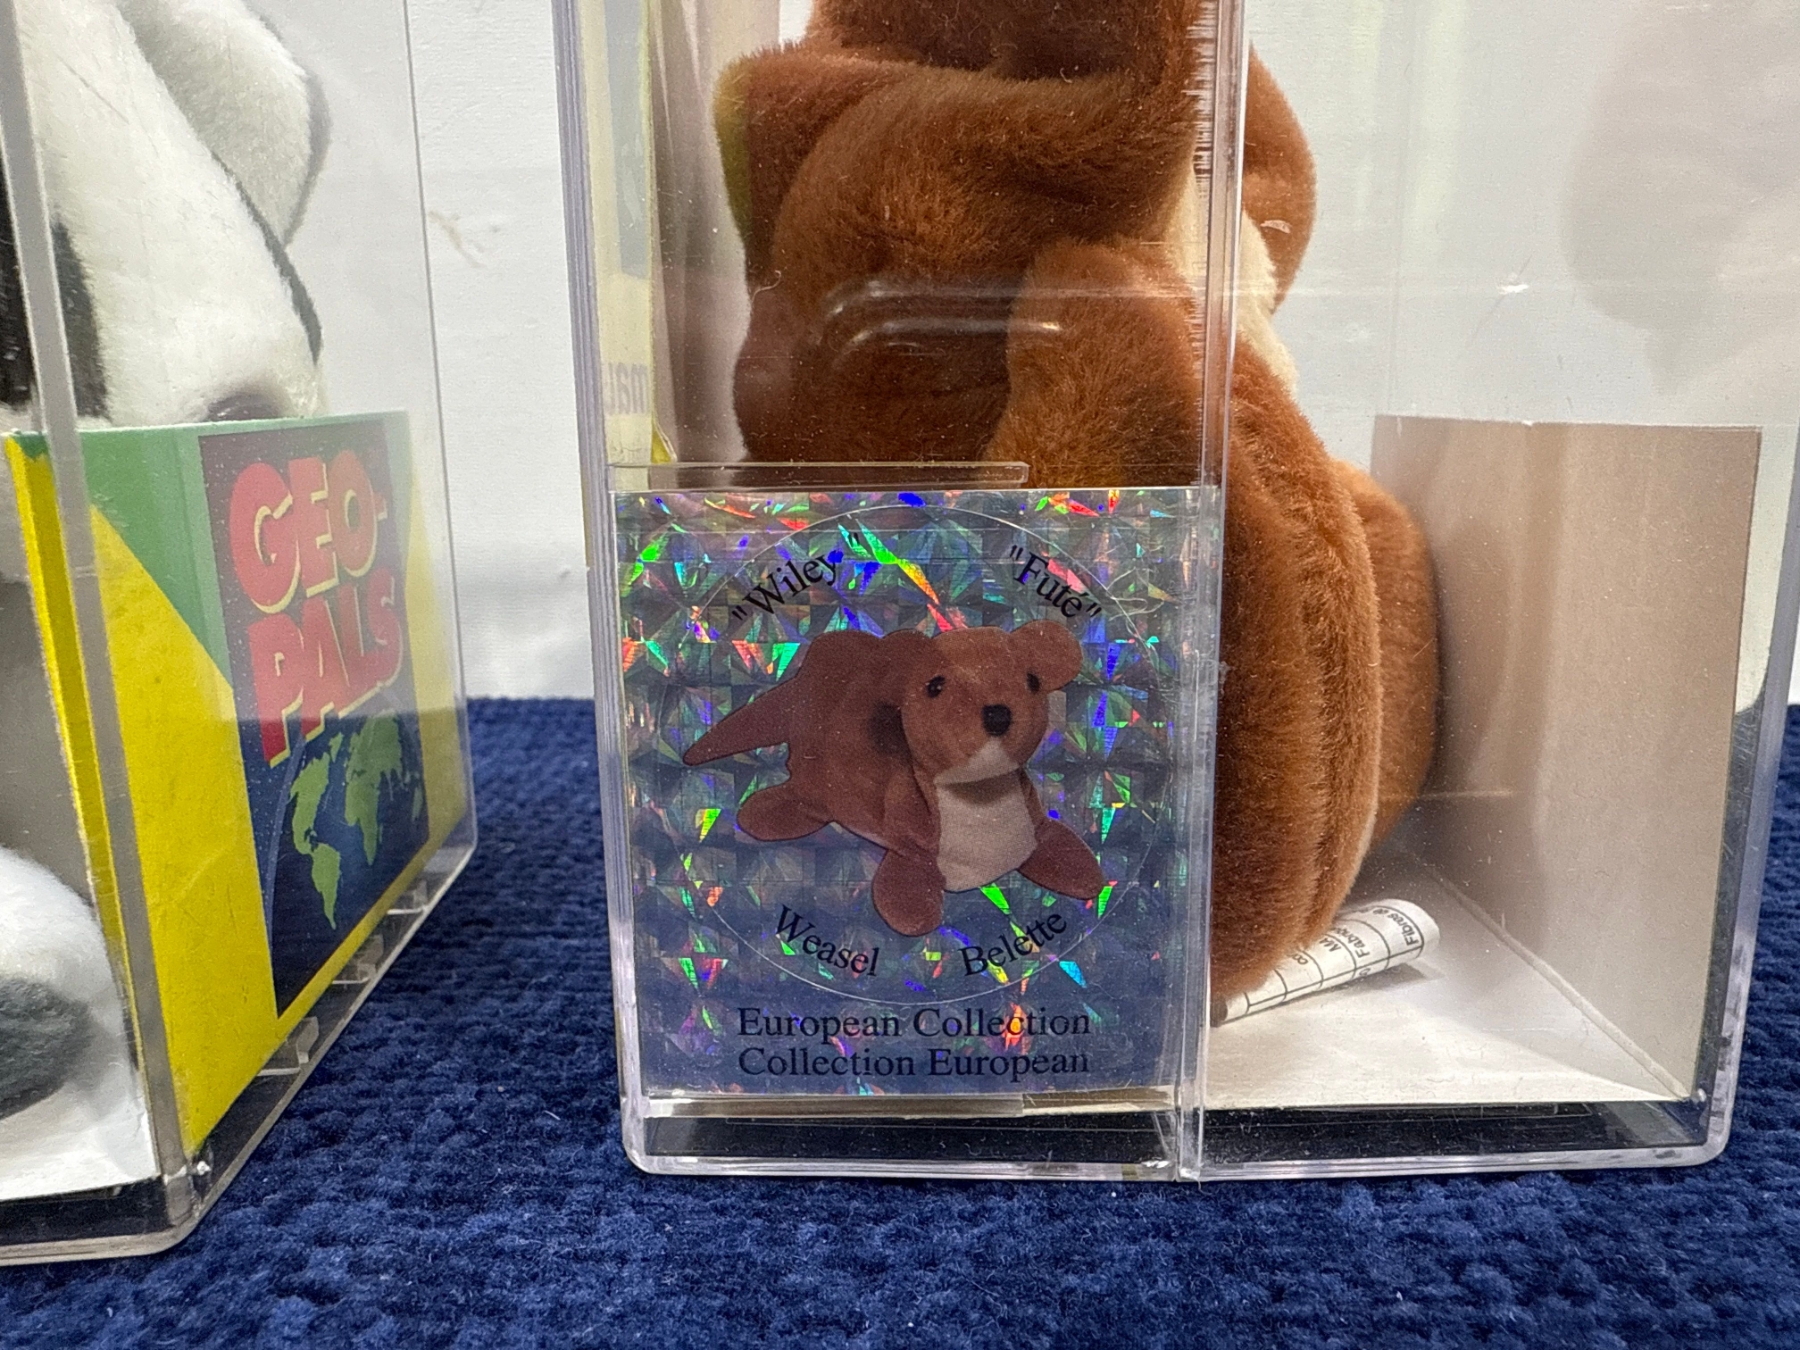 GEO-
PALS
"Wiley" "Futé"
Weasel Belette
European Collection
Collection European